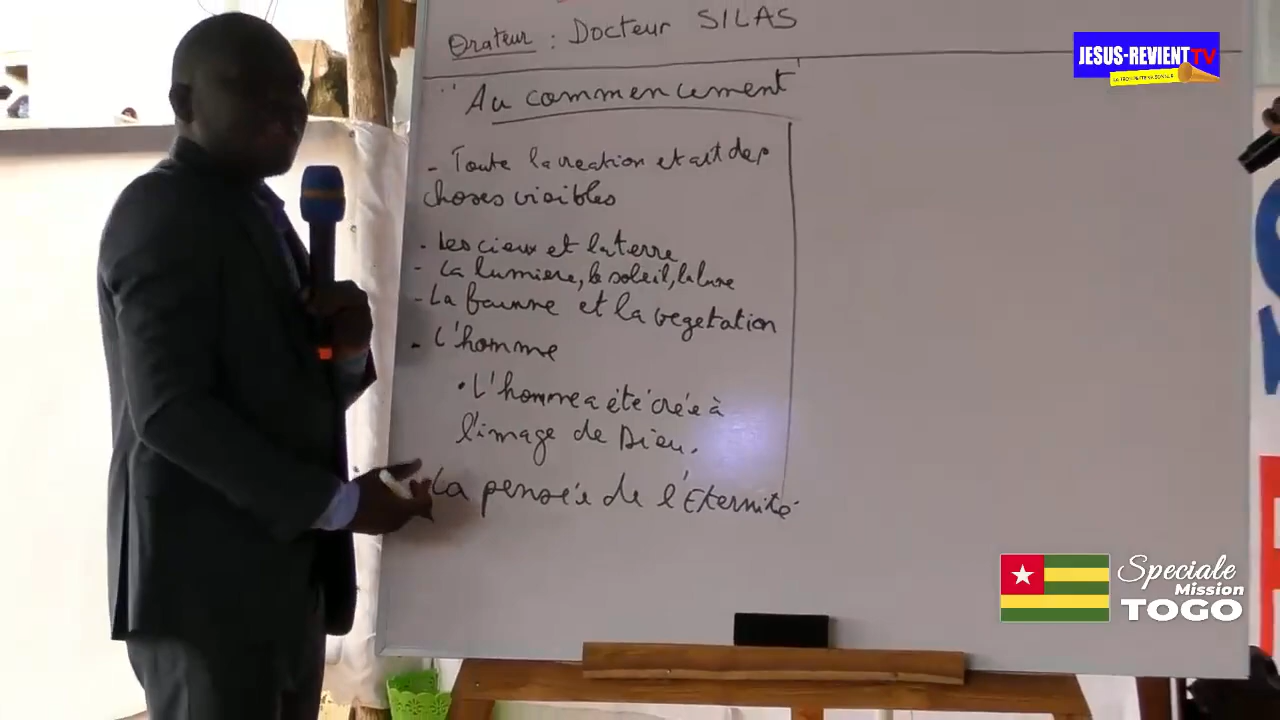 Orateur : Docteur SILAS
"Au commencement"
- Toute la creation etait des
choses visibles
- Les cieux et la terre
- La lumiere, le soleil, la lune
- La faunne et la vegetation
- L'homme
• L'homme a été crée à
l'image de Dieu.
La pensée de l'Eternité
JESUS-REVIENT TV
Speciale
Mission
TOGO